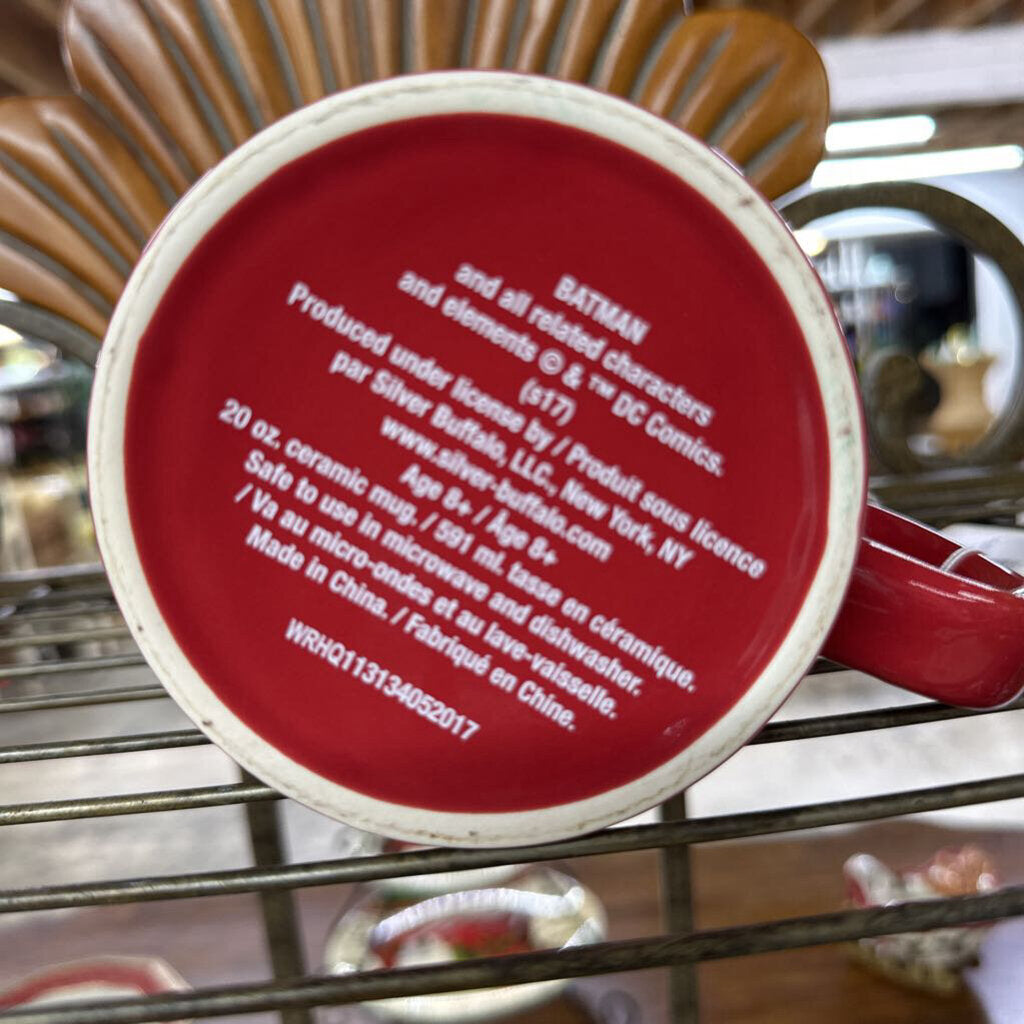 BATMAN
and all related characters
and elements © & ™ DC Comics.
(s17)
Produced under license by / Produit sous licence
par Silver Buffalo, LLC., New York, NY
www.silver-buffalo.com
Age 8+ / Âge 8+
20 oz. ceramic mug. / 591 mL tasse en céramique.
Safe to use in microwave and dishwasher.
/ Va au micro-ondes et au lave-vaisselle.
Made in China. / Fabriqué en Chine.
WRHQ113134052017